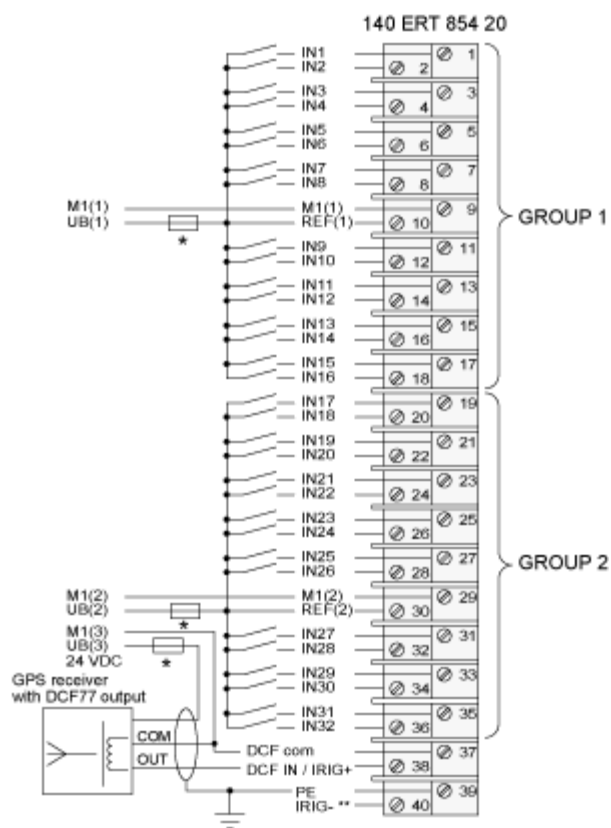 140 ERT 854 20
IN1 1
IN2 2
IN3 3
IN4 4
IN5 5
IN6 6
IN7 7
IN8 8
M1(1) M1(1) 9
UB(1) REF(1) 10
*
GROUP 1
IN9 11
IN10 12
IN11 13
IN12 14
IN13 15
IN14 16
IN15 17
IN16 18
IN17 19
IN18 20
IN19 21
IN20 22
IN21 23
IN22 24
IN23 25
IN24 26
IN25 27
IN26 28
GROUP 2
M1(2) M1(2) 29
UB(2) REF(2) 30
*
M1(3) IN27 31
UB(3) IN28 32
24 VDC *
GPS receiver IN29 33
with DCF77 output IN30 34
IN31 35
IN32 36
COM DCF com 37
OUT DCF IN / IRIG+ 38
PE 39
IRIG- ** 40